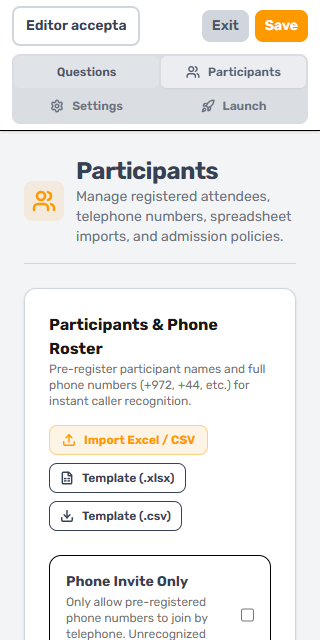 Editor accepta
Exit
Save
Questions
Participants
Settings
Launch
Participants
Manage registered attendees,
telephone numbers, spreadsheet
imports, and admission policies.
Participants & Phone
Roster
Pre-register participant names and full
phone numbers (+972, +44, etc.) for
instant caller recognition.
Import Excel / CSV
Template (.xlsx)
Template (.csv)
Phone Invite Only
Only allow pre-registered
phone numbers to join by
telephone. Unrecognized